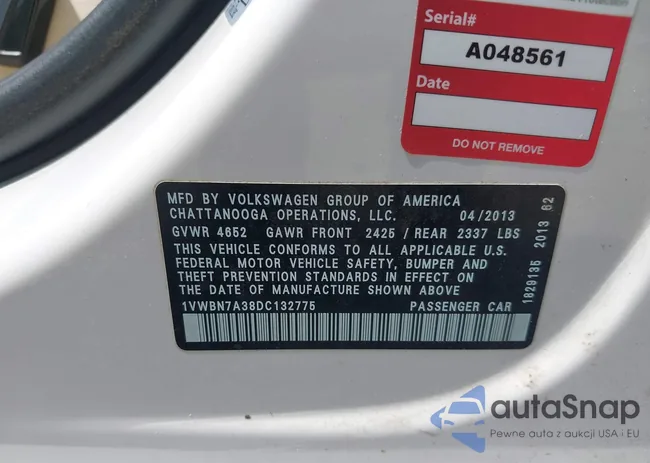 Serial#
A048561
Date
DO NOT REMOVE
MFD BY VOLKSWAGEN GROUP OF AMERICA
CHATTANOOGA OPERATIONS, LLC. 04/2013
GVWR 4652 GAWR FRONT 2425 / REAR 2337 LBS
THIS VEHICLE CONFORMS TO ALL APPLICABLE U.S.
FEDERAL MOTOR VEHICLE SAFETY, BUMPER AND
THEFT PREVENTION STANDARDS IN EFFECT ON
THE DATE OF MANUFACTURE SHOWN ABOVE
1VWBN7A38DC132775 PASSENGER CAR
1829135 2013 62
autaSnap
Pewne auta z aukcji USA i EU